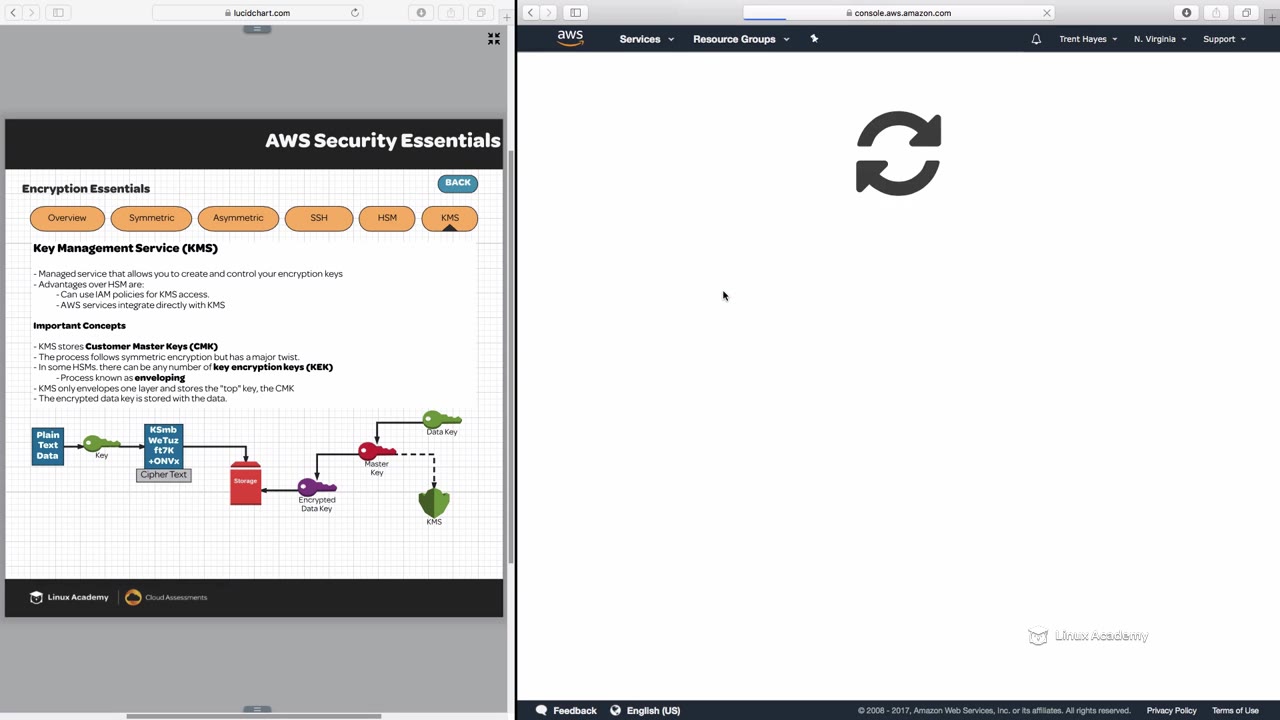 lucidchart.com
console.aws.amazon.com
aws
Services
Resource Groups
Trent Hayes
N. Virginia
Support
AWS Security Essentials
Encryption Essentials
BACK
Overview
Symmetric
Asymmetric
SSH
HSM
KMS
Key Management Service (KMS)
- Managed service that allows you to create and control your encryption keys
- Advantages over HSM are:
- Can use IAM policies for KMS access.
- AWS services integrate directly with KMS
Important Concepts
- KMS stores Customer Master Keys (CMK)
- The process follows symmetric encryption but has a major twist.
- In some HSMs. there can be any number of key encryption keys (KEK)
- Process known as enveloping
- KMS only envelopes one layer and stores the "top" key, the CMK
- The encrypted data key is stored with the data.
Plain
Text
Data
Key
KSmb
WeTuz
ft7K
+ONVx
Cipher Text
Storage
Data Key
Master
Key
Encrypted
Data Key
KMS
Linux Academy
Cloud Assessments
Linux Academy
Feedback
English (US)
© 2008 - 2017, Amazon Web Services, Inc. or its affiliates. All rights reserved.
Privacy Policy
Terms of Use